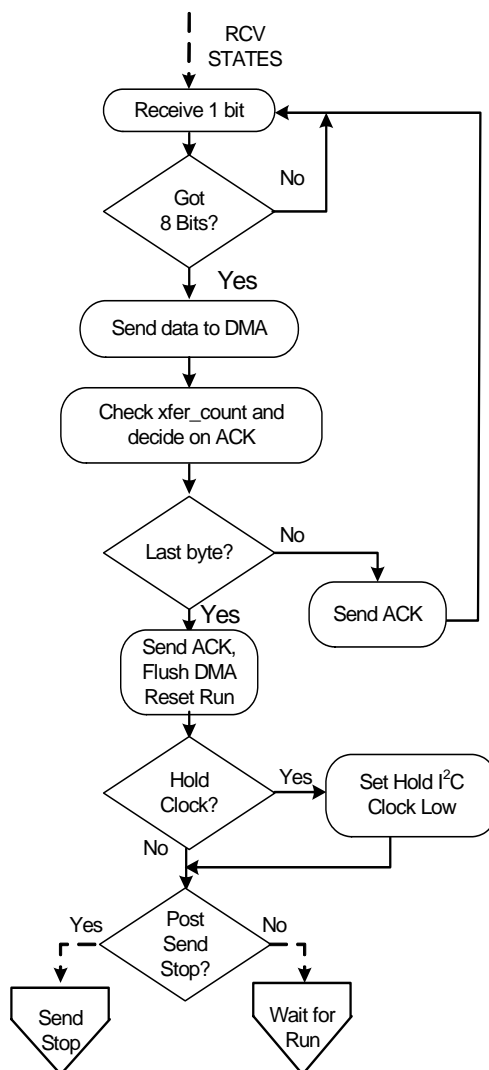 RCV
STATES
Receive 1 bit
No
Got
8 Bits?
Yes
Send data to DMA
Check xfer_count and
decide on ACK
No
Last byte?
Send ACK
Yes
Send ACK,
Flush DMA
Reset Run
Hold
Clock?
Yes
Set Hold I²C
Clock Low
No
Yes
Post
Send
Stop?
No
Send
Stop
Wait for
Run